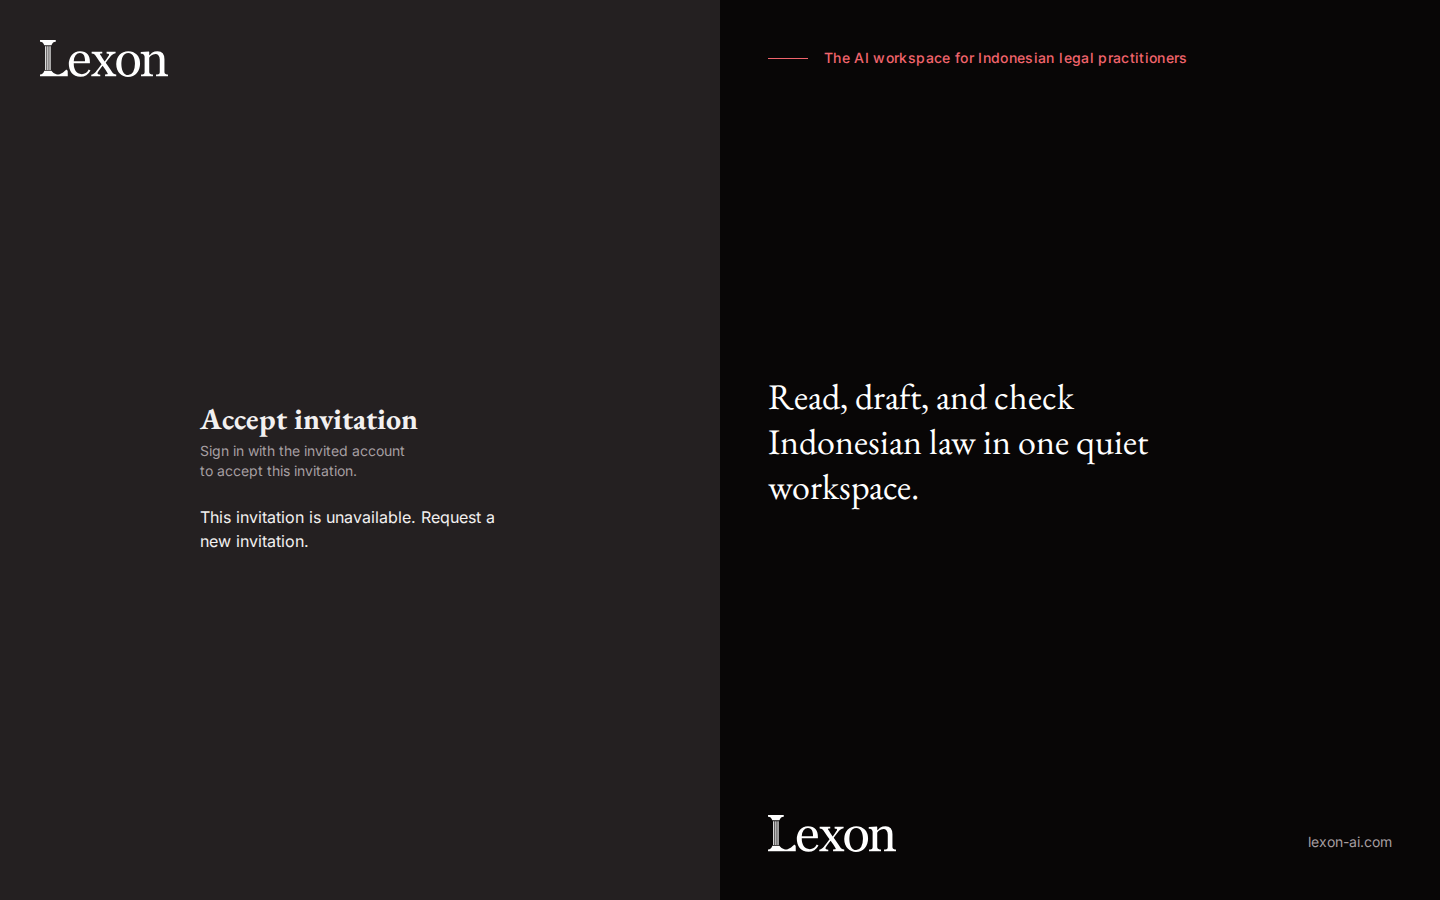 Lexon
Accept invitation
Sign in with the invited account
to accept this invitation.
This invitation is unavailable. Request a
new invitation.
The AI workspace for Indonesian legal practitioners
Read, draft, and check
Indonesian law in one quiet
workspace.
Lexon
lexon-ai.com